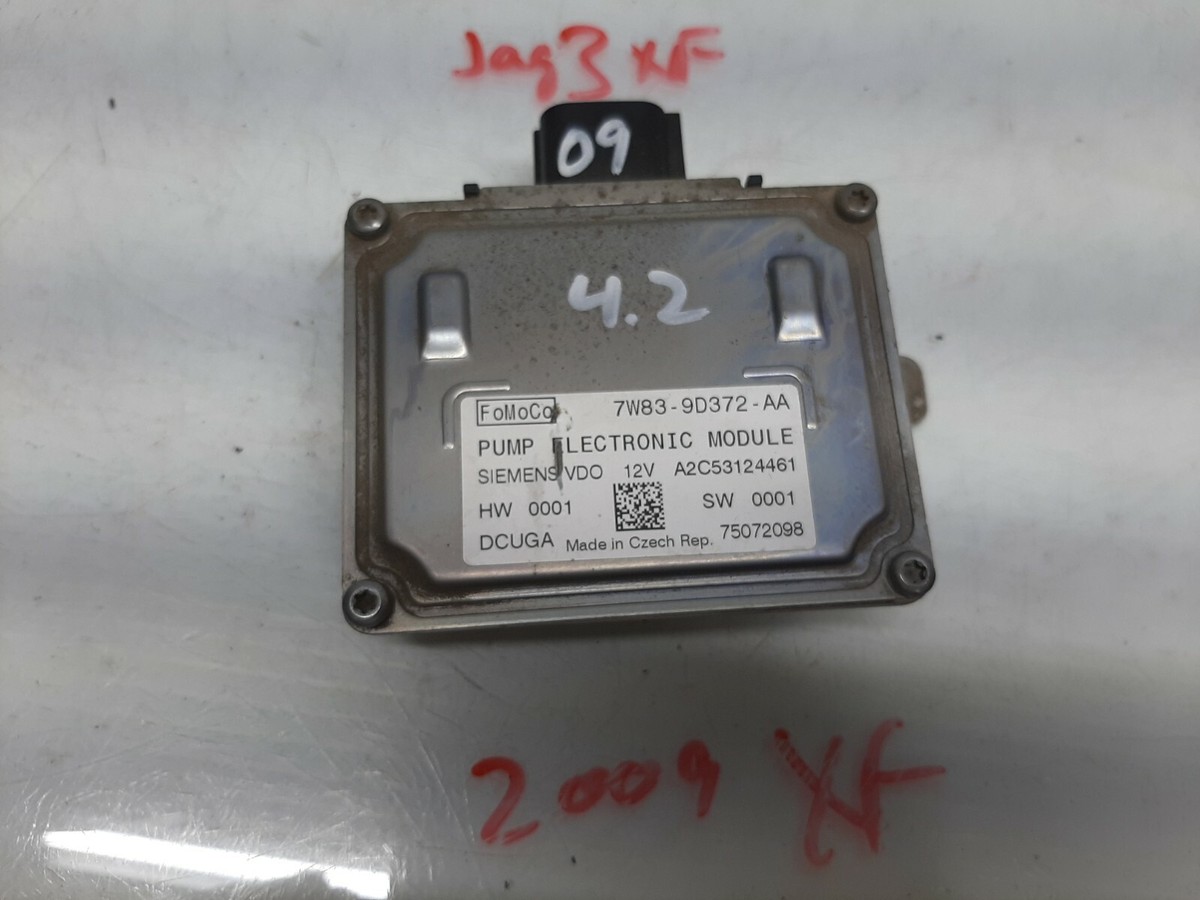 Jag3 XF
09
4.2
FoMoCo 7W83-9D372-AA
PUMP ELECTRONIC MODULE
SIEMENS VDO 12V A2C53124461
HW 0001 SW 0001
DCUGA Made in Czech Rep. 75072098
2009 XF